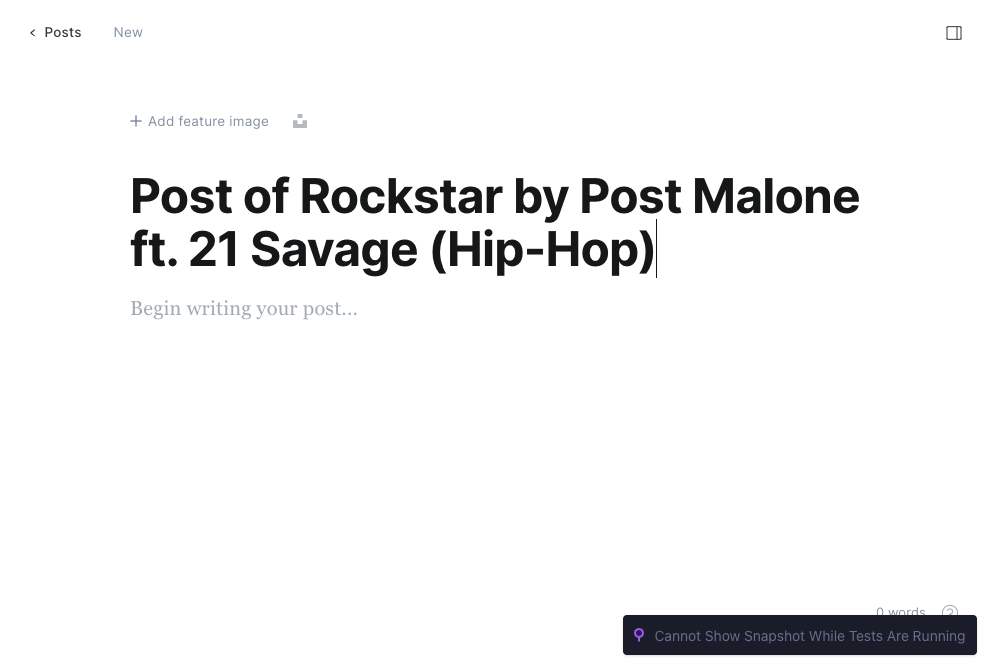 Posts
New
Add feature image
Post of Rockstar by Post Malone
ft. 21 Savage (Hip-Hop)
Begin writing your post...
0 words
Cannot Show Snapshot While Tests Are Running